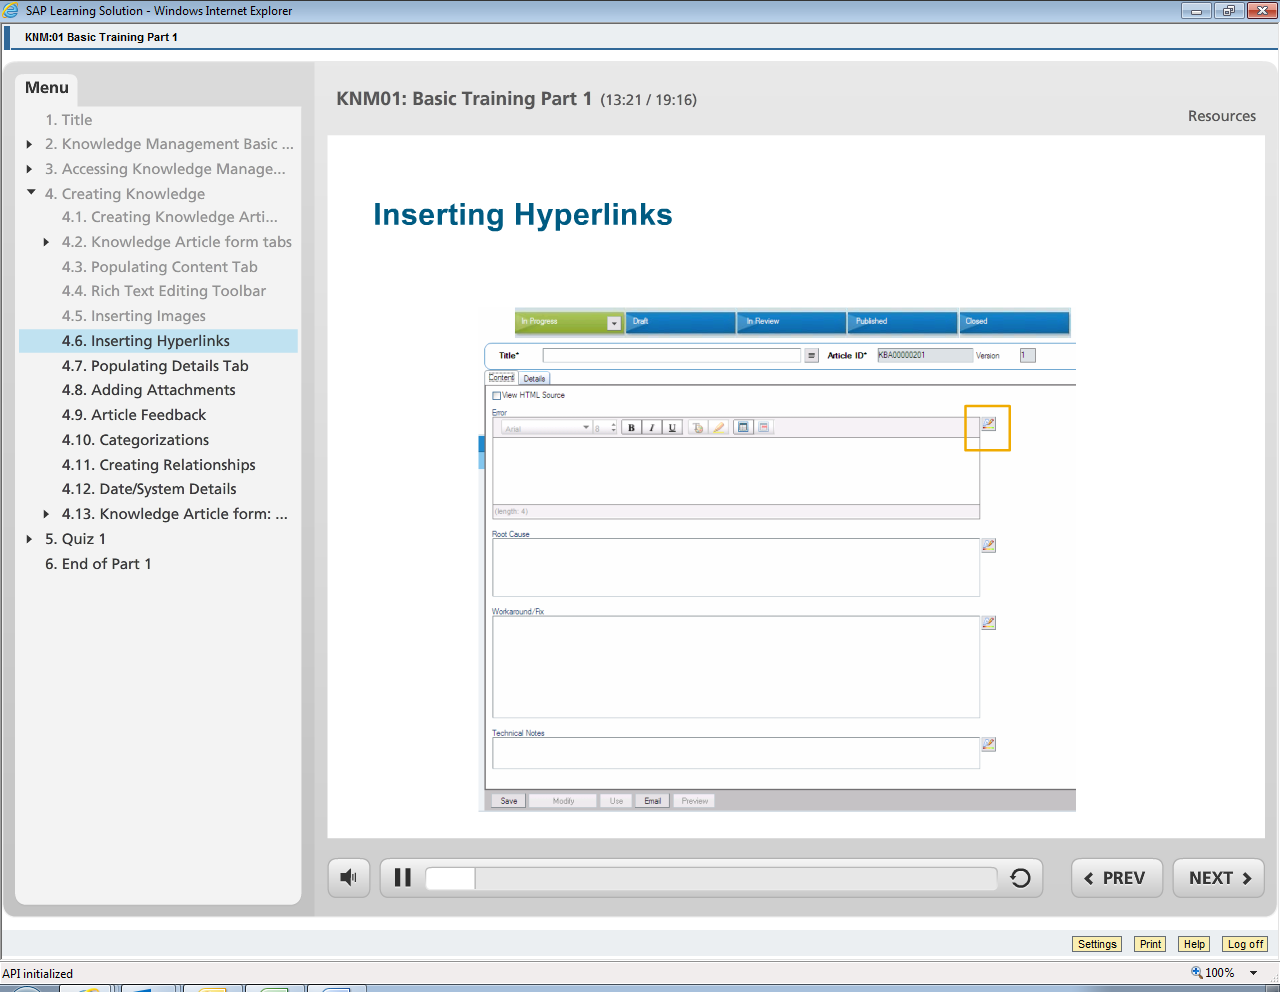 SAP Learning Solution - Windows Internet Explorer
KNM:01 Basic Training Part 1
Menu
1. Title
2. Knowledge Management Basic ...
3. Accessing Knowledge Manage...
4. Creating Knowledge
4.1. Creating Knowledge Arti...
4.2. Knowledge Article form tabs
4.3. Populating Content Tab
4.4. Rich Text Editing Toolbar
4.5. Inserting Images
4.6. Inserting Hyperlinks
4.7. Populating Details Tab
4.8. Adding Attachments
4.9. Article Feedback
4.10. Categorizations
4.11. Creating Relationships
4.12. Date/System Details
4.13. Knowledge Article form: ...
5. Quiz 1
6. End of Part 1
KNM01: Basic Training Part 1 (13:21 / 19:16)
Resources
Inserting Hyperlinks
In Progress Draft In Review Published Closed
Title* Article ID* KBA00000201 Version 1
Content Details
View HTML Source
Error
Arial 8 B I U
(length: 4)
Root Cause
Workaround/Fix
Technical Notes
Save Modify Use Email Preview
PREV NEXT
Settings Print Help Log off
API initialized
100%